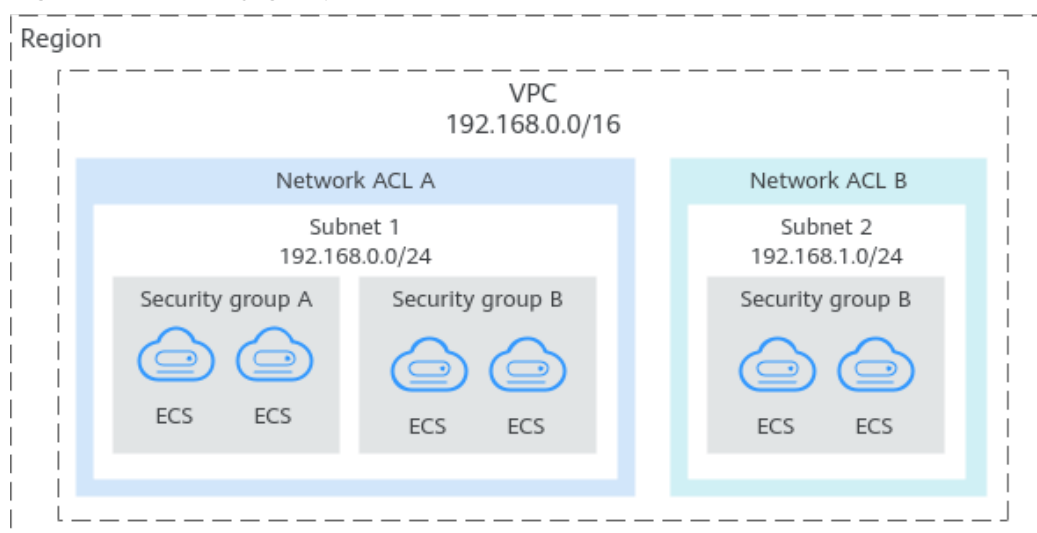 Region
VPC
192.168.0.0/16
Network ACL A
Subnet 1
192.168.0.0/24
Security group A
ECS
ECS
Security group B
ECS
ECS
Network ACL B
Subnet 2
192.168.1.0/24
Security group B
ECS
ECS